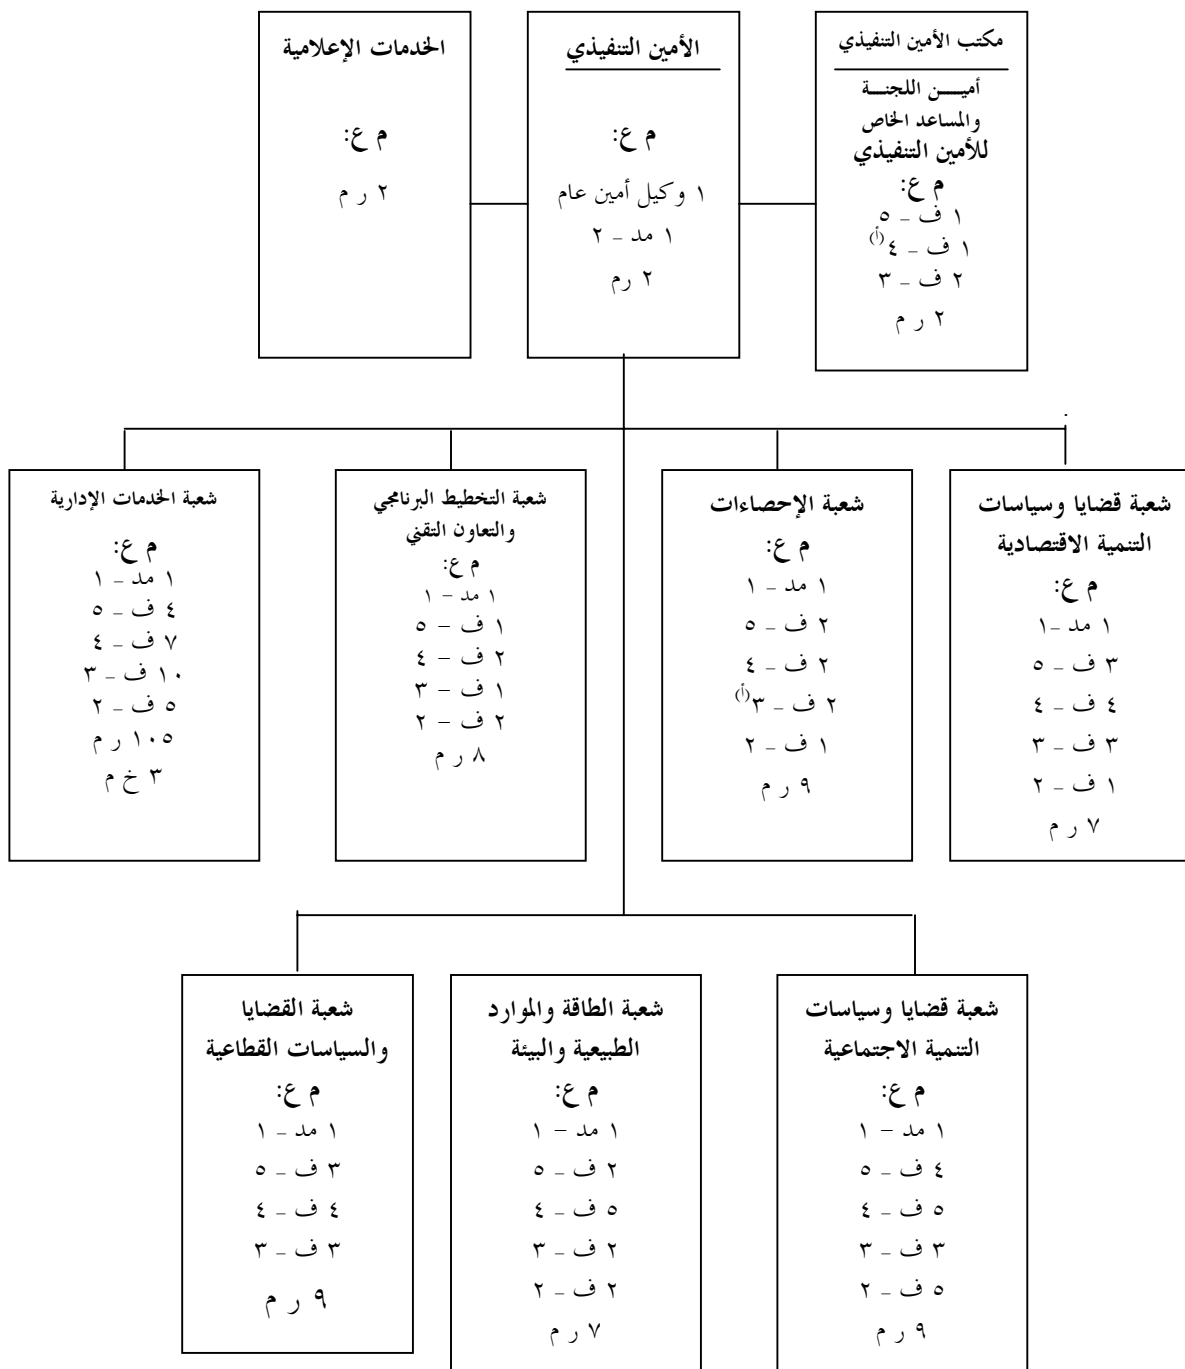 مكتب الأمين التنفيذي
أميـــن اللجنـــة
والمساعد الخاص
للأمين التنفيذي
م ع:
١ ف - ٥
١ ف - ٤(أ)
٢ ف - ٣
٢ ر م
الأمين التنفيذي
م ع:
١ وكيل أمين عام
١ مد - ٢
٢ رم
الخدمات الإعلامية
م ع:
٢ ر م
شعبة قضايا وسياسات
التنمية الاقتصادية
م ع:
١ مد -١
٣ ف - ٥
٤ ف - ٤
٣ ف - ٣
١ ف - ٢
٧ ر م
شعبة الإحصاءات
م ع:
١ مد - ١
٢ ف - ٥
٢ ف - ٤
٢ ف - ٣(أ)
١ ف - ٢
٩ ر م
شعبة التخطيط البرنامجي
والتعاون التقني
م ع:
١ مد – ١
١ ف – ٥
٢ ف – ٤
١ ف – ٣
٢ ف – ٢
٨ ر م
شعبة الخدمات الإدارية
م ع:
١ مد - ١
٤ ف - ٥
٧ ف - ٤
١٠ ف - ٣
٥ ف - ٢
١٠٥ ر م
٣ خ م
شعبة قضايا وسياسات
التنمية الاجتماعية
م ع:
١ مد – ١
٤ ف - ٥
٥ ف - ٤
٣ ف - ٣
٥ ف - ٢
٩ ر م
شعبة الطاقة والموارد
الطبيعية والبيئة
م ع:
١ مد – ١
٢ ف - ٥
٥ ف - ٤
٢ ف - ٣
٢ ف - ٢
٧ ر م
شعبة القضايا
والسياسات القطاعية
م ع:
١ مد - ١
٣ ف - ٥
٤ ف - ٤
٣ ف - ٣
٩ ر م